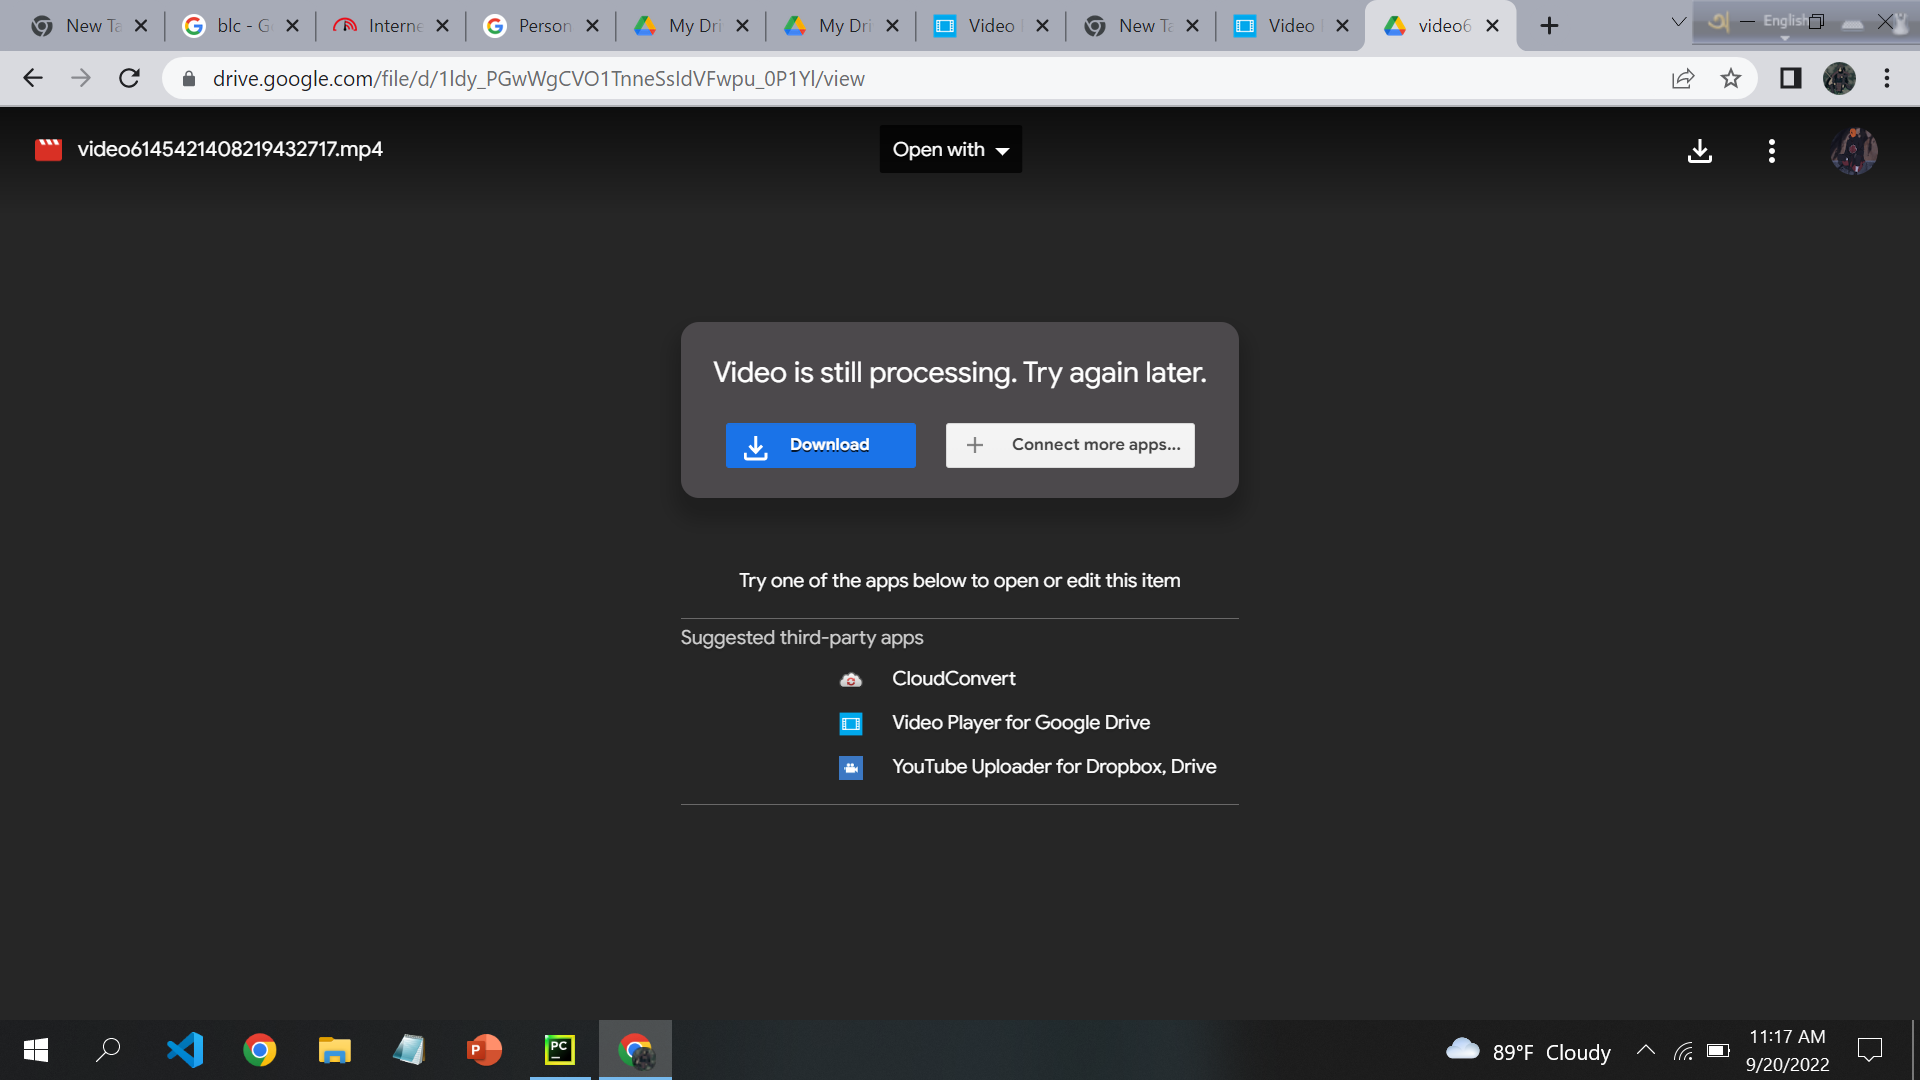 New Ta
blc - G
Interne
Person
My Dri
My Dri
Video
New Ta
Video
video6
English
drive.google.com/file/d/1ldy_PGwWgCVO1TnneSsIdVFwpu_0P1Yl/view
video6145421408219432717.mp4
Open with
Video is still processing. Try again later.
Download
Connect more apps...
Try one of the apps below to open or edit this item
Suggested third-party apps
CloudConvert
Video Player for Google Drive
YouTube Uploader for Dropbox, Drive
PC
P
89°F Cloudy
11:17 AM
9/20/2022